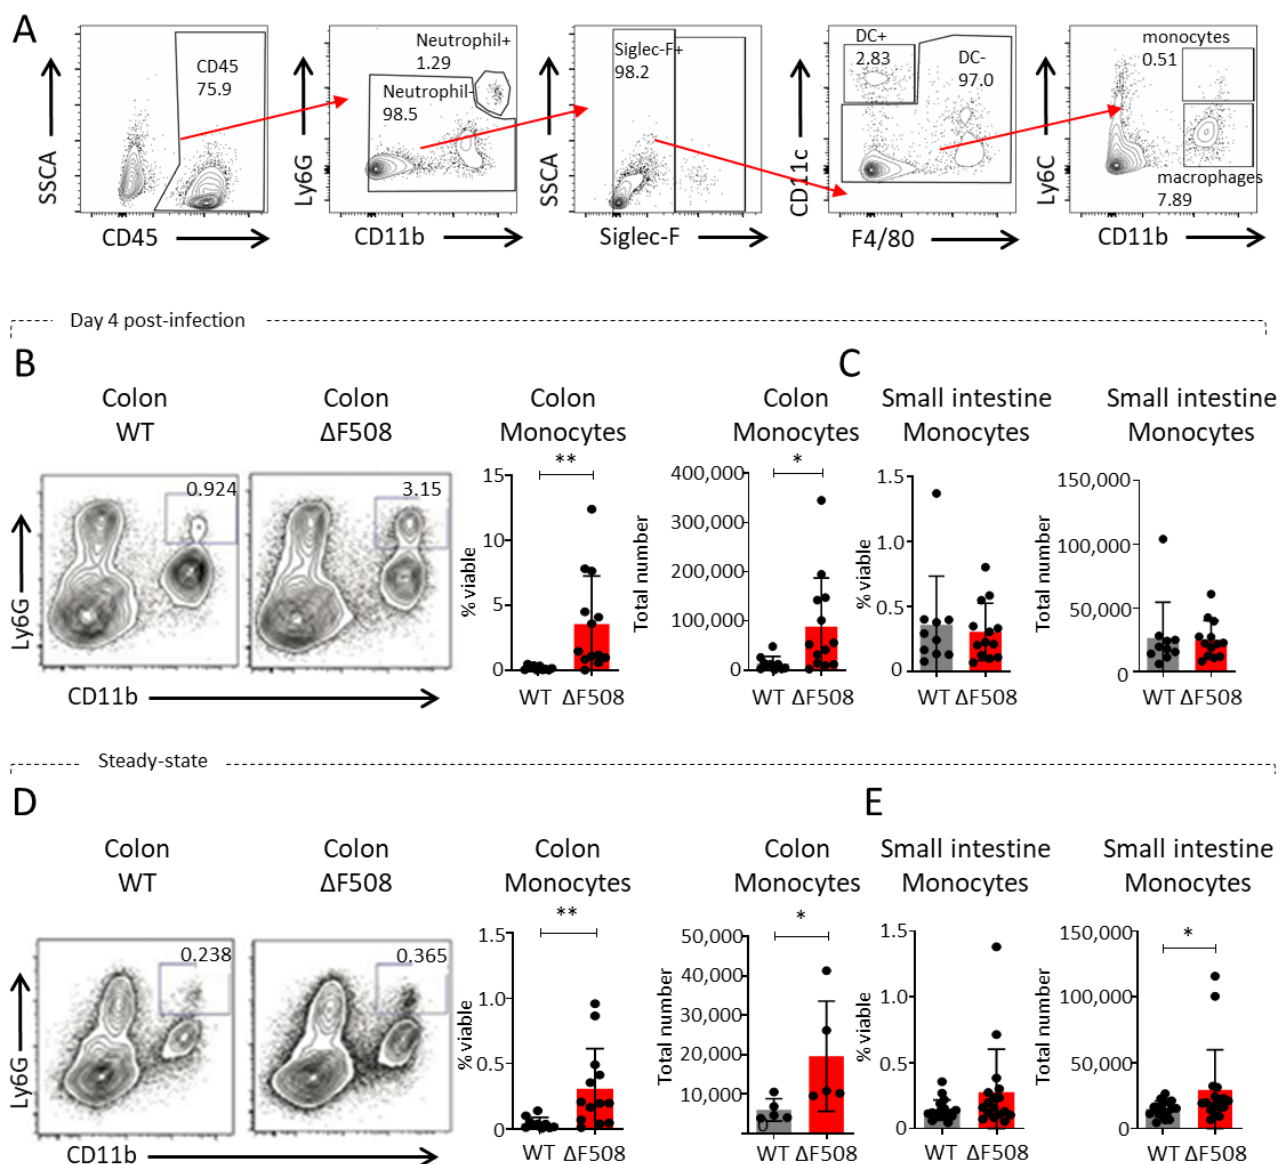 A
SSCA
CD45
75.9
CD45
Ly6G
Neutrophil+
1.29
Neutrophil-
98.5
CD11b
SSCA
Siglec-F+
98.2
Siglec-F
CD11c
DC+
2.83
DC-
97.0
F4/80
Ly6C
monocytes
0.51
macrophages
7.89
CD11b
Day 4 post-infection
B
Colon
WT
Colon
ΔF508
0.924
3.15
Ly6G
CD11b
Colon
Monocytes
**
% viable
15
10
5
0
WT ΔF508
Colon
Monocytes
*
Total number
400,000
300,000
200,000
100,000
0
WT ΔF508
C
Small intestine
Monocytes
% viable
1.5
1.0
0.5
0
WT ΔF508
Small intestine
Monocytes
150,000
100,000
50,000
0
WT ΔF508
Steady-state
D
Colon
WT
Colon
ΔF508
0.238
0.365
Ly6G
CD11b
Colon
Monocytes
**
% viable
1.5
1.0
0.5
0
WT ΔF508
Colon
Monocytes
*
Total number
50,000
40,000
30,000
20,000
10,000
0
WT ΔF508
E
Small intestine
Monocytes
% viable
1.5
1.0
0.5
0
WT ΔF508
Small intestine
Monocytes
*
Total number
150,000
100,000
50,000
0
WT ΔF508